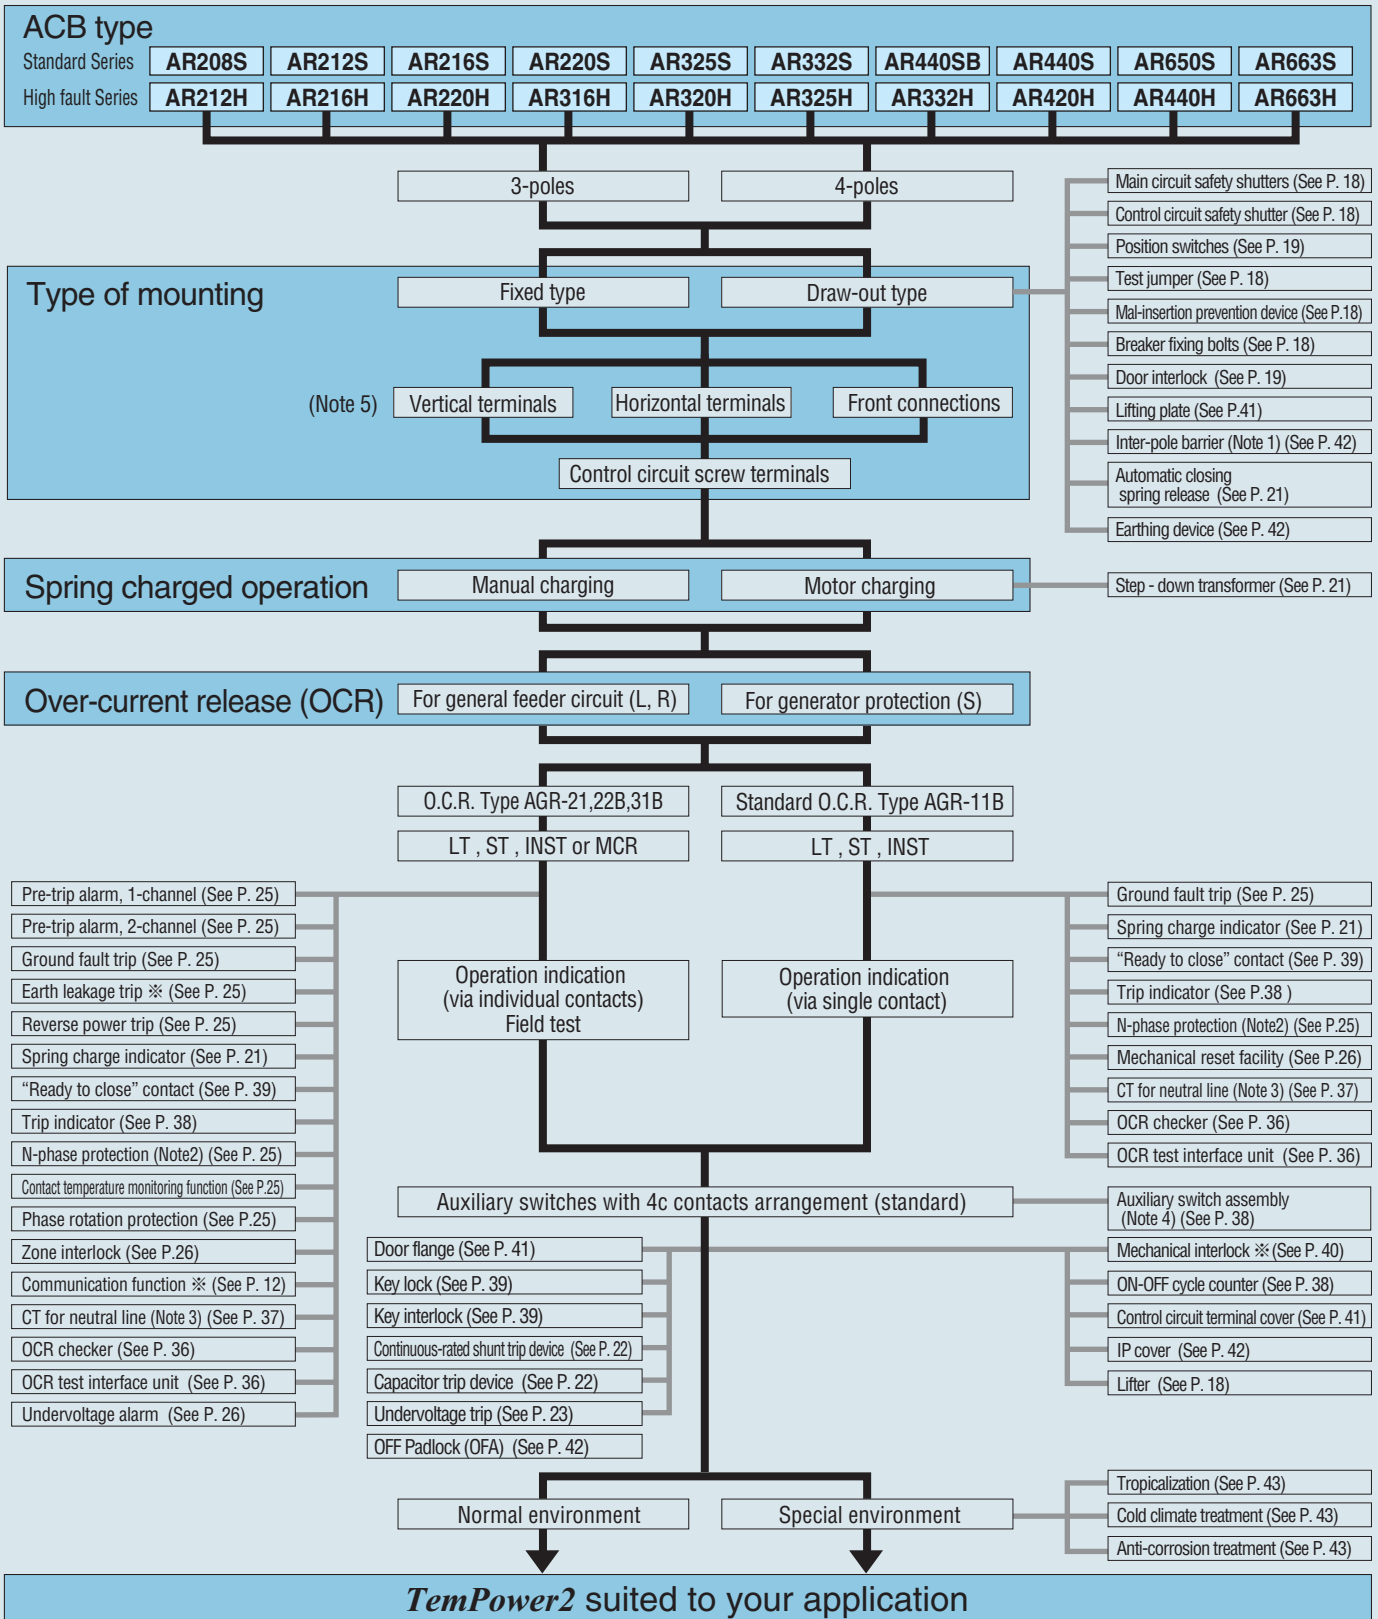 ACB type
Standard Series AR208S AR212S AR216S AR220S AR325S AR332S AR440SB AR440S AR650S AR663S
High fault Series AR212H AR216H AR220H AR316H AR320H AR325H AR332H AR420H AR440H AR663H
3-poles
4-poles
Main circuit safety shutters (See P. 18)
Control circuit safety shutter (See P. 18)
Position switches (See P. 19)
Test jumper (See P. 18)
Mal-insertion prevention device (See P.18)
Breaker fixing bolts (See P. 18)
Door interlock (See P. 19)
Lifting plate (See P.41)
Inter-pole barrier (Note 1) (See P. 42)
Automatic closing
spring release (See P. 21)
Earthing device (See P. 42)
Type of mounting
Fixed type
Draw-out type
(Note 5)
Vertical terminals
Horizontal terminals
Front connections
Control circuit screw terminals
Spring charged operation
Manual charging
Motor charging
Step - down transformer (See P. 21)
Over-current release (OCR)
For general feeder circuit (L, R)
For generator protection (S)
O.C.R. Type AGR-21,22B,31B
Standard O.C.R. Type AGR-11B
LT , ST , INST or MCR
LT , ST , INST
Pre-trip alarm, 1-channel (See P. 25)
Pre-trip alarm, 2-channel (See P. 25)
Ground fault trip (See P. 25)
Earth leakage trip ※ (See P. 25)
Reverse power trip (See P. 25)
Spring charge indicator (See P. 21)
“Ready to close” contact (See P. 39)
Trip indicator (See P. 38)
N-phase protection (Note2) (See P. 25)
Contact temperature monitoring function (See P.25)
Phase rotation protection (See P.25)
Zone interlock (See P.26)
Communication function ※ (See P. 12)
CT for neutral line (Note 3) (See P. 37)
OCR checker (See P. 36)
OCR test interface unit (See P. 36)
Undervoltage alarm (See P. 26)
Operation indication
(via individual contacts)
Field test
Operation indication
(via single contact)
Ground fault trip (See P. 25)
Spring charge indicator (See P. 21)
“Ready to close” contact (See P. 39)
Trip indicator (See P.38 )
N-phase protection (Note2) (See P.25)
Mechanical reset facility (See P.26)
CT for neutral line (Note 3) (See P. 37)
OCR checker (See P. 36)
OCR test interface unit (See P. 36)
Auxiliary switches with 4c contacts arrangement (standard)
Auxiliary switch assembly
(Note 4) (See P. 38)
Door flange (See P. 41)
Key lock (See P. 39)
Key interlock (See P. 39)
Continuous-rated shunt trip device (See P. 22)
Capacitor trip device (See P. 22)
Undervoltage trip (See P. 23)
OFF Padlock (OFA) (See P. 42)
Mechanical interlock ※(See P. 40)
ON-OFF cycle counter (See P. 38)
Control circuit terminal cover (See P. 41)
IP cover (See P. 42)
Lifter (See P. 18)
Normal environment
Special environment
Tropicalization (See P. 43)
Cold climate treatment (See P. 43)
Anti-corrosion treatment (See P. 43)
TemPower2 suited to your application